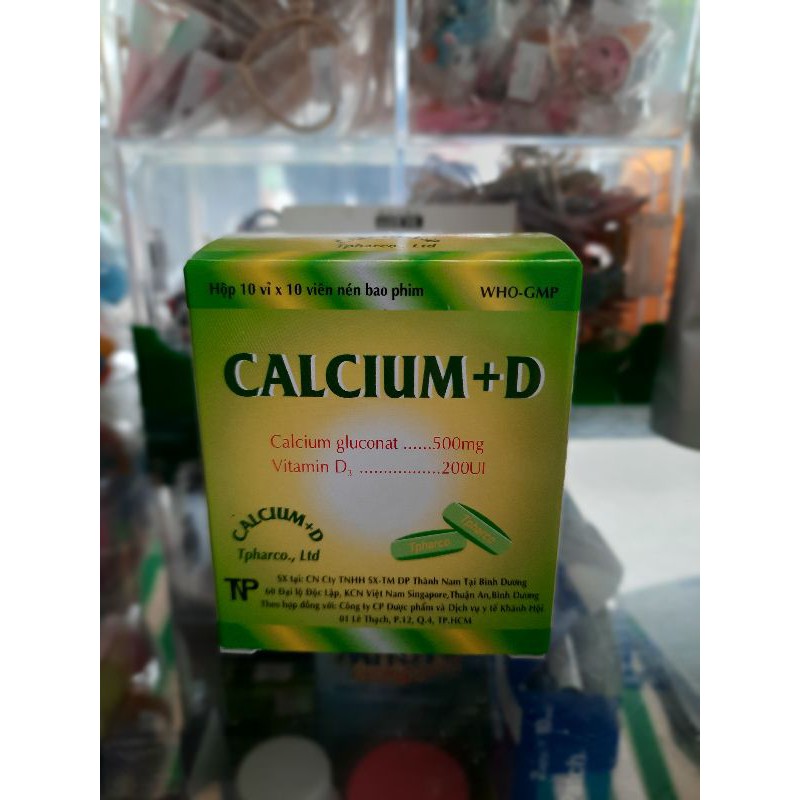 Tpharco., Ltd
Hộp 10 vỉ x 10 viên nén bao phim
WHO-GMP
CALCIUM+D
Calcium gluconat ......500mg
Vitamin D3 .................200UI
CALCIUM+D
Tpharco., Ltd
Tpharco
Tpharco
TNP
SX tại: CN Cty TNHH SX-TM DP Thành Nam Tại Bình Dương
60 Đại lộ Độc Lập, KCN Việt Nam Singapore,Thuận An,Bình Dương
Theo hợp đồng với: Công ty CP Dược phẩm và Dịch vụ y tế Khánh Hội
01 Lê Thạch, P.12, Q.4, TP.HCM